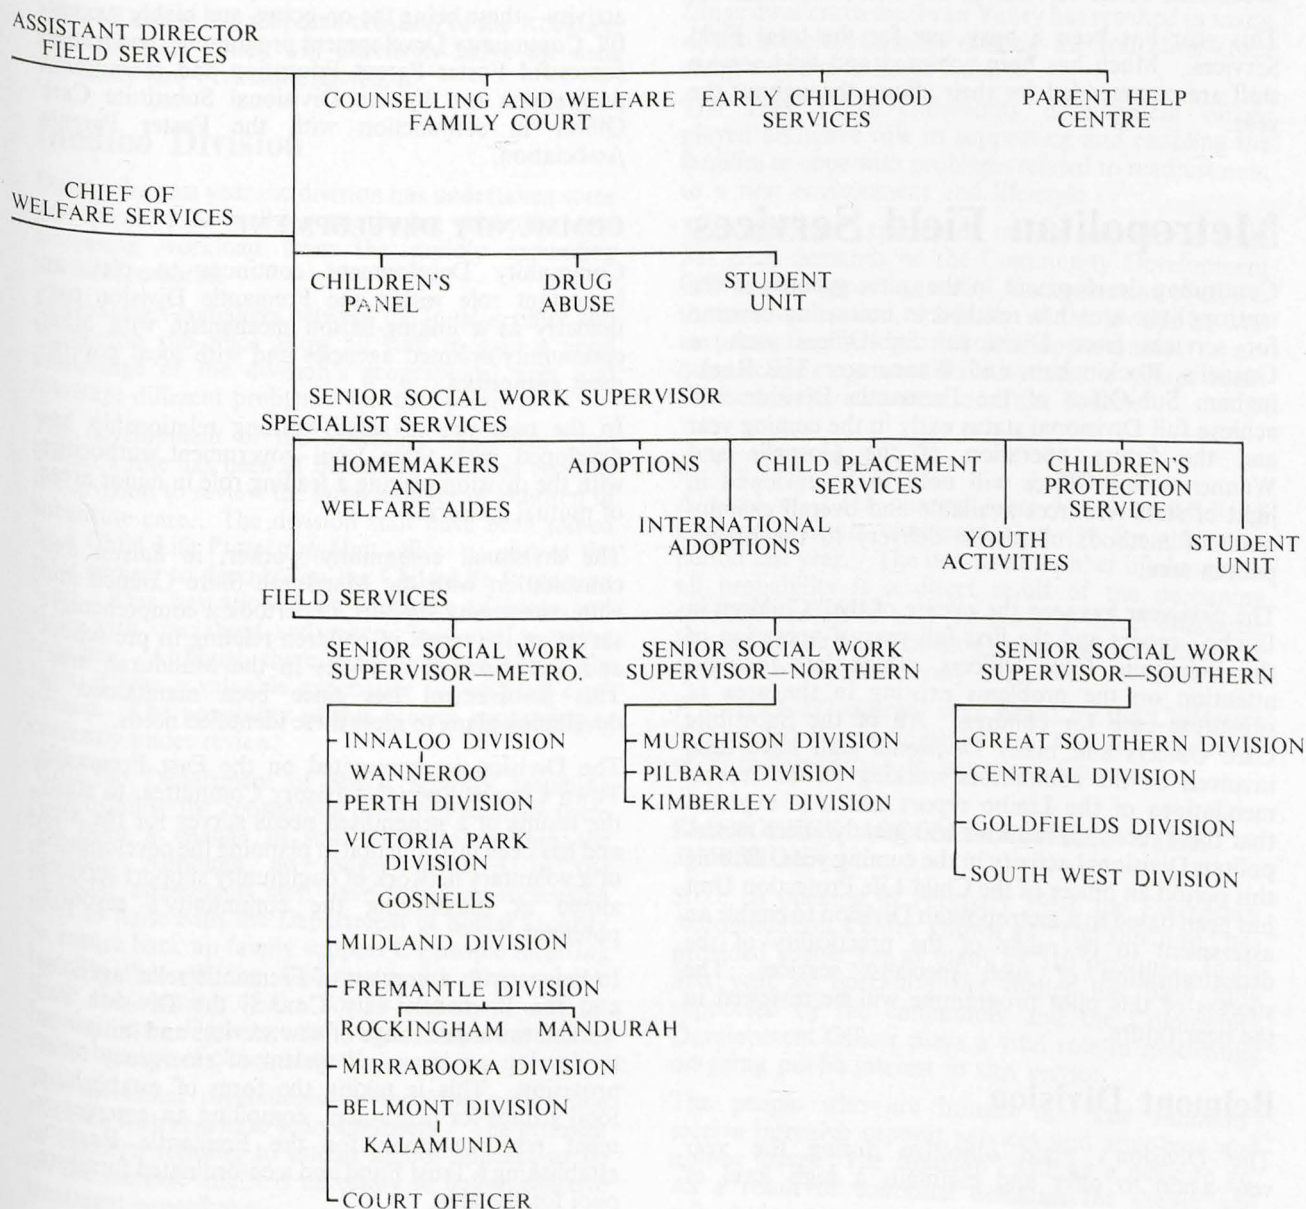 ASSISTANT DIRECTOR
FIELD SERVICES
COUNSELLING AND WELFARE
FAMILY COURT
EARLY CHILDHOOD
SERVICES
PARENT HELP
CENTRE
CHIEF OF
WELFARE SERVICES
CHILDREN'S
PANEL
DRUG
ABUSE
STUDENT
UNIT
SENIOR SOCIAL WORK SUPERVISOR
SPECIALIST SERVICES
HOMEMAKERS
AND
WELFARE AIDES
ADOPTIONS
INTERNATIONAL
ADOPTIONS
CHILD PLACEMENT
SERVICES
YOUTH
ACTIVITIES
CHILDREN'S
PROTECTION
SERVICE
STUDENT
UNIT
FIELD SERVICES
SENIOR SOCIAL WORK
SUPERVISOR—METRO.
INNALOO DIVISION
WANNEROO
PERTH DIVISION
VICTORIA PARK
DIVISION
GOSNELLS
MIDLAND DIVISION
FREMANTLE DIVISION
ROCKINGHAM MANDURAH
MIRRABOOKA DIVISION
BELMONT DIVISION
KALAMUNDA
COURT OFFICER
SENIOR SOCIAL WORK
SUPERVISOR—NORTHERN
MURCHISON DIVISION
PILBARA DIVISION
KIMBERLEY DIVISION
SENIOR SOCIAL WORK
SUPERVISOR—SOUTHERN
GREAT SOUTHERN DIVISION
CENTRAL DIVISION
GOLDFIELDS DIVISION
SOUTH WEST DIVISION